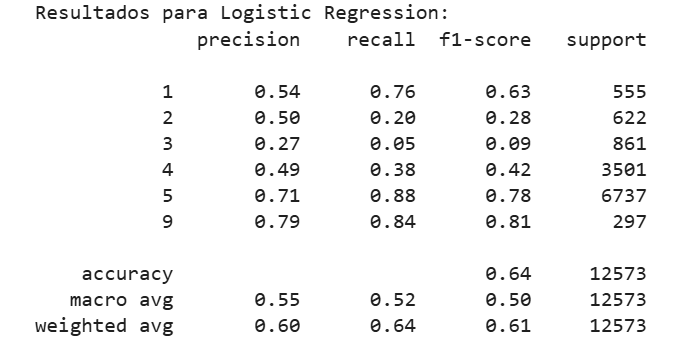 Resultados para Logistic Regression:
precision recall f1-score support
1 0.54 0.76 0.63 555
2 0.50 0.20 0.28 622
3 0.27 0.05 0.09 861
4 0.49 0.38 0.42 3501
5 0.71 0.88 0.78 6737
9 0.79 0.84 0.81 297
accuracy 0.64 12573
macro avg 0.55 0.52 0.50 12573
weighted avg 0.60 0.64 0.61 12573